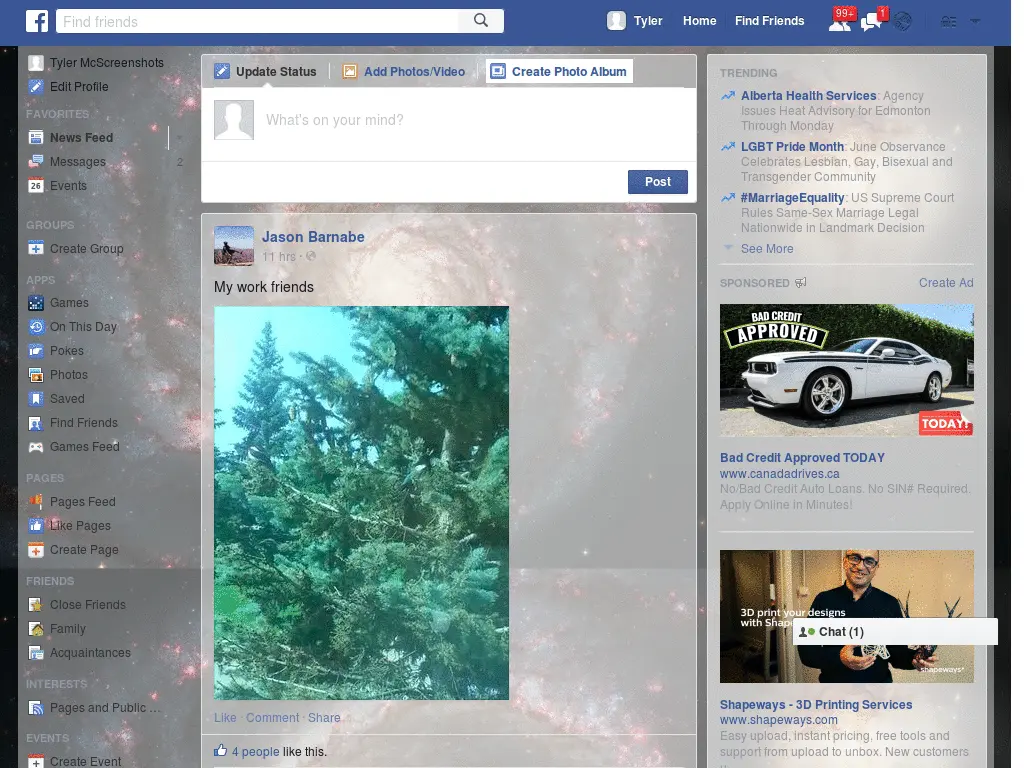 Find friends
Tyler
Home
Find Friends
99+
1
Tyler McScreenshots
Edit Profile
FAVORITES
News Feed
Messages
2
26
Events
GROUPS
Create Group
APPS
Games
On This Day
Pokes
Photos
Saved
Find Friends
Games Feed
PAGES
Pages Feed
Like Pages
Create Page
FRIENDS
Close Friends
Family
Acquaintances
INTERESTS
Pages and Public ...
EVENTS
Create Event
Update Status
Add Photos/Video
Create Photo Album
What's on your mind?
Post
Jason Barnabe
11 hrs ·
My work friends
Like · Comment · Share
4 people like this.
TRENDING
Alberta Health Services: Agency
Issues Heat Advisory for Edmonton
Through Monday
LGBT Pride Month: June Observance
Celebrates Lesbian, Gay, Bisexual and
Transgender Community
#MarriageEquality: US Supreme Court
Rules Same-Sex Marriage Legal
Nationwide in Landmark Decision
See More
SPONSORED
Create Ad
BAD CREDIT
APPROVED
TODAY!
Bad Credit Approved TODAY
www.canadadrives.ca
No/Bad Credit Auto Loans. No SIN# Required.
Apply Online in Minutes!
3D print your designs
with
Chat (1)
shapeways*
Shapeways - 3D Printing Services
www.shapeways.com
Easy upload, instant pricing, free tools and
support from upload to unbox. New customers